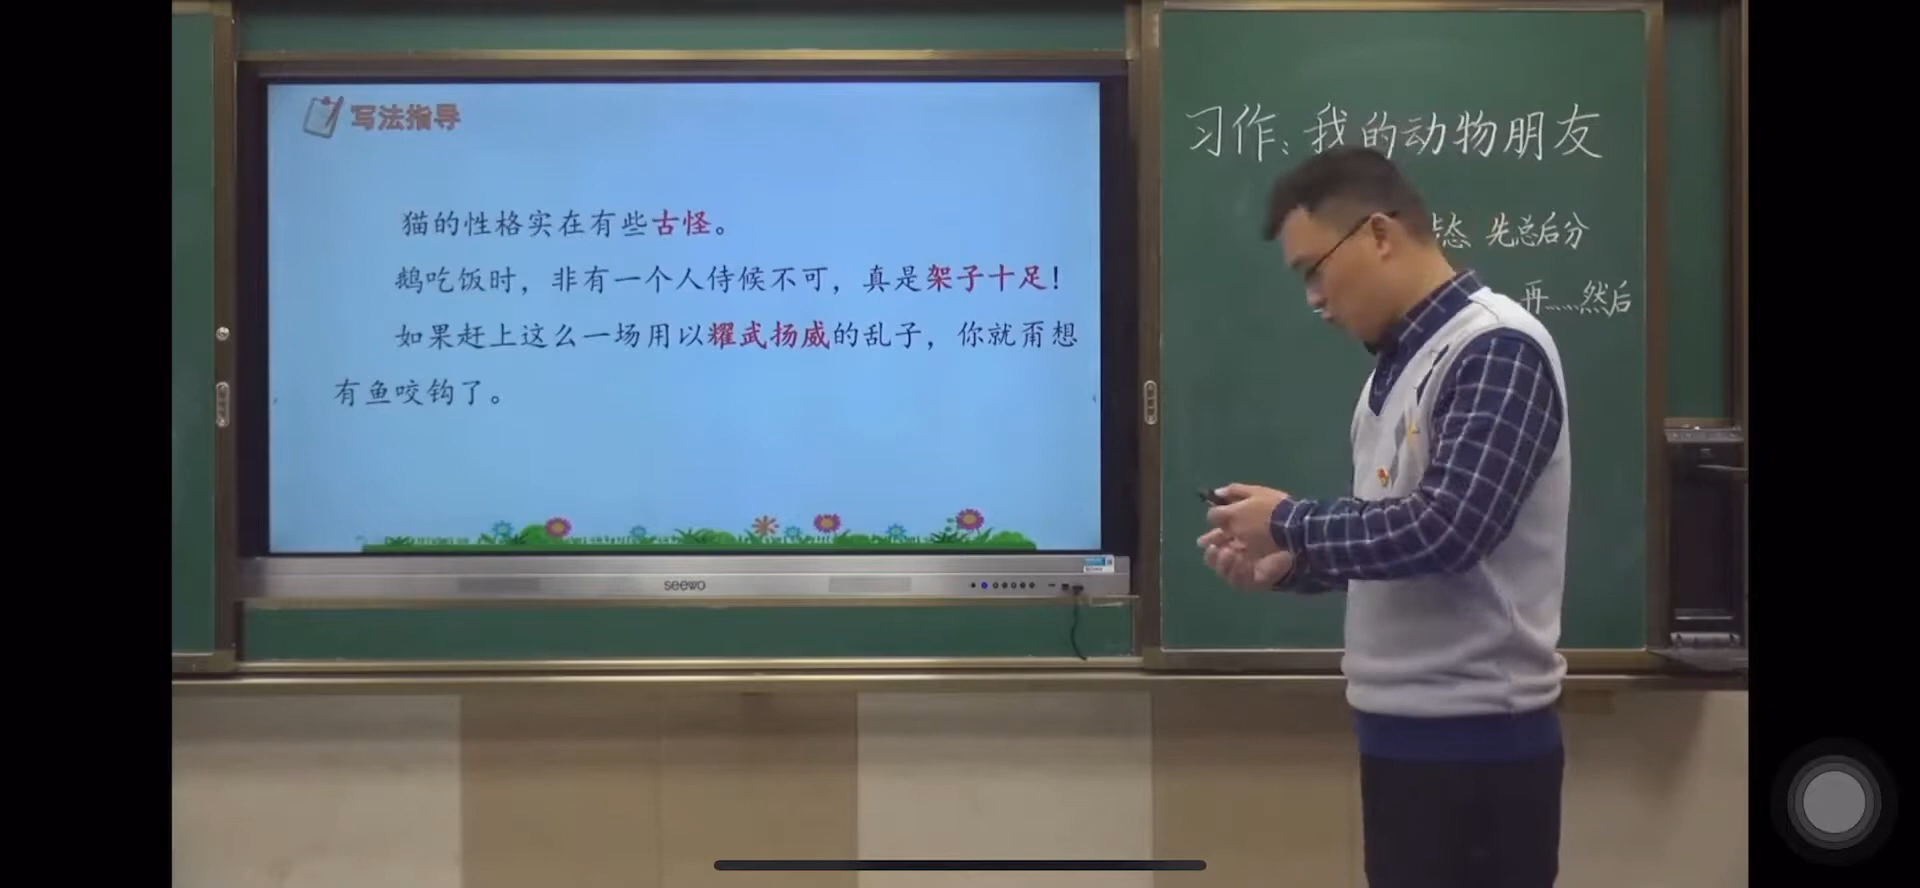 写法指导
猫的性格实在有些古怪。
鹅吃饭时，非有一个人侍候不可，真是架子十足！
如果赶上这么一场用以耀武扬威的乱子，你就甭想
有鱼咬钩了。
seewo
习作：我的动物朋友
态 先总后分
再……然后